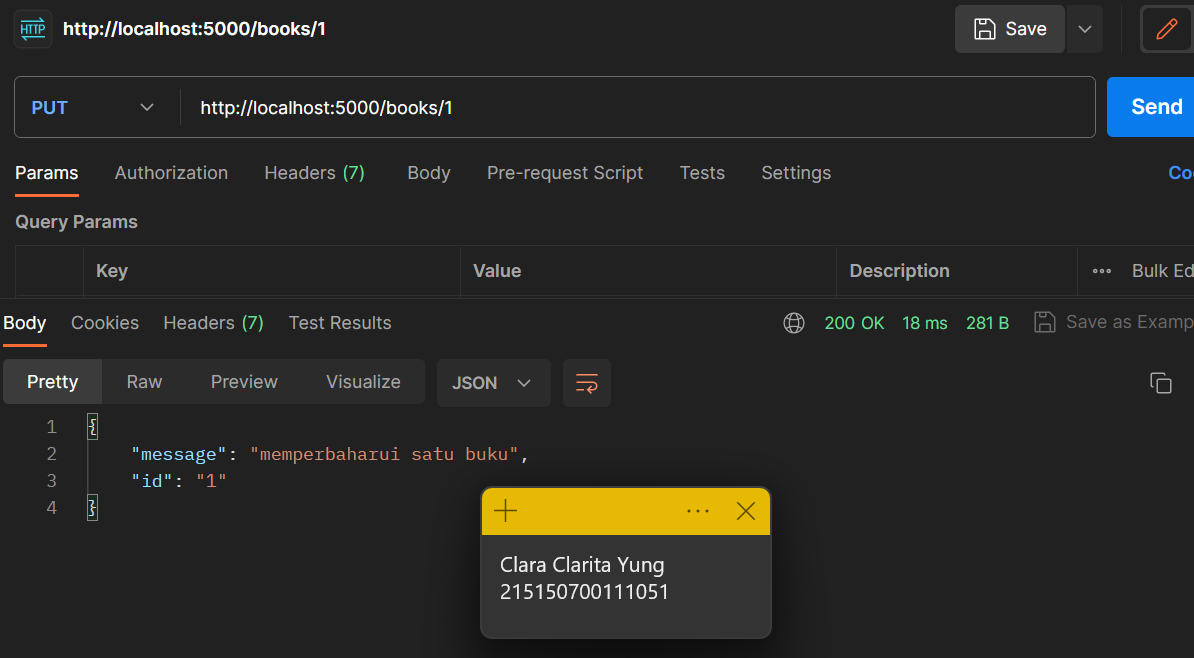 HTTP http://localhost:5000/books/1 Save
PUT http://localhost:5000/books/1 Send
Params Authorization Headers (7) Body Pre-request Script Tests Settings Co
Query Params
Key Value Description ••• Bulk Ed
Body Cookies Headers (7) Test Results 200 OK 18 ms 281 B Save as Examp
Pretty Raw Preview Visualize JSON
1 {
2 "message": "memperbaharui satu buku",
3 "id": "1"
4 }
Clara Clarita Yung
215150700111051